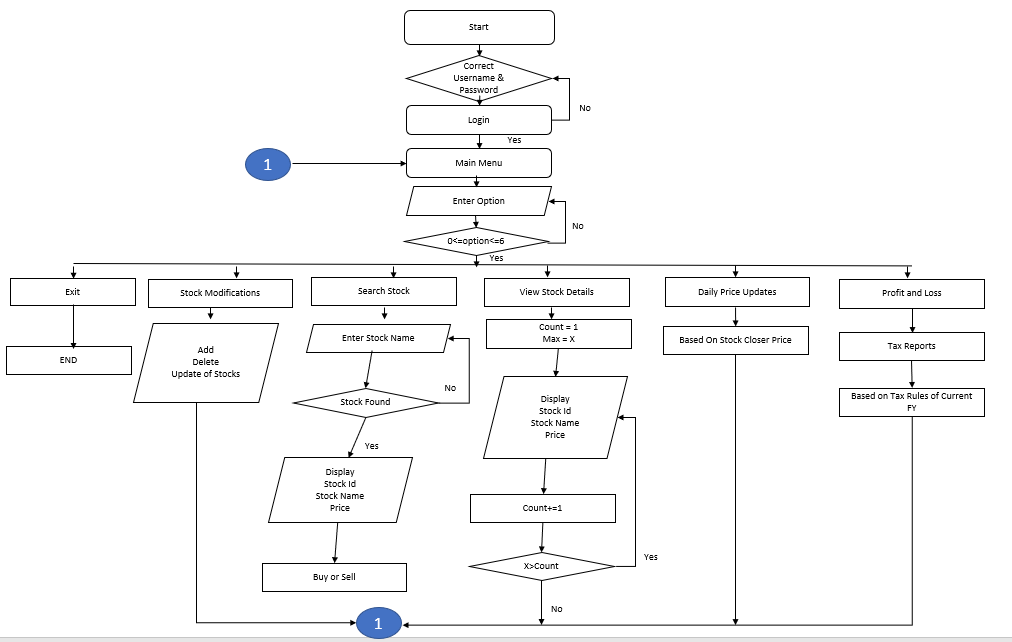 Start
Correct
Username &
Password
No
Login
Yes
1
Main Menu
Enter Option
No
0<=option<=6
Yes
Exit
Stock Modifications
Search Stock
View Stock Details
Daily Price Updates
Profit and Loss
END
Add
Delete
Update of Stocks
Enter Stock Name
No
Stock Found
Yes
Display
Stock Id
Stock Name
Price
Buy or Sell
Count = 1
Max = X
Display
Stock Id
Stock Name
Price
Count+=1
X>Count
Yes
No
Based On Stock Closer Price
Tax Reports
Based on Tax Rules of Current
FY
1